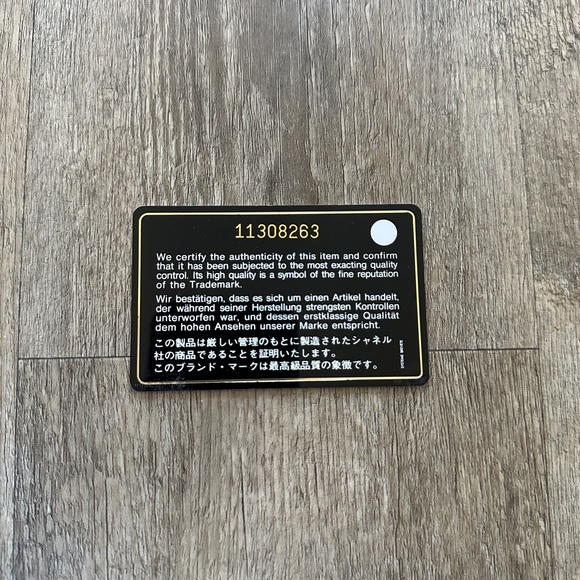 11308263
We certify the authenticity of this item and confirm
that it has been subjected to the most exacting quality
control. Its high quality is a symbol of the fine reputation
of the Trademark.
Wir bestätigen, dass es sich um einen Artikel handelt,
der während seiner Herstellung strengsten Kontrollen
unterworfen war, und dessen erstklassige Qualität
dem hohen Ansehen unserer Marke entspricht.
この製品は厳しい管理のもとに製造されたシャネル
社の商品であることを証明いたします。
このブランド・マークは最高級品質の象徴です。